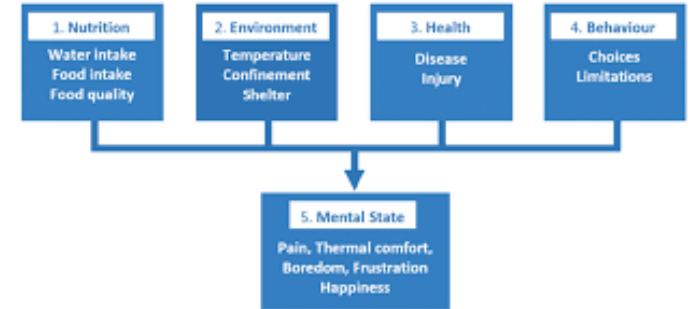 1. Nutrition
Water intake
Food intake
Food quality
2. Environment
Temperature
Confinement
Shelter
3. Health
Disease
Injury
4. Behaviour
Choices
Limitations
5. Mental State
Pain, Thermal comfort,
Boredom, Frustration
Happiness